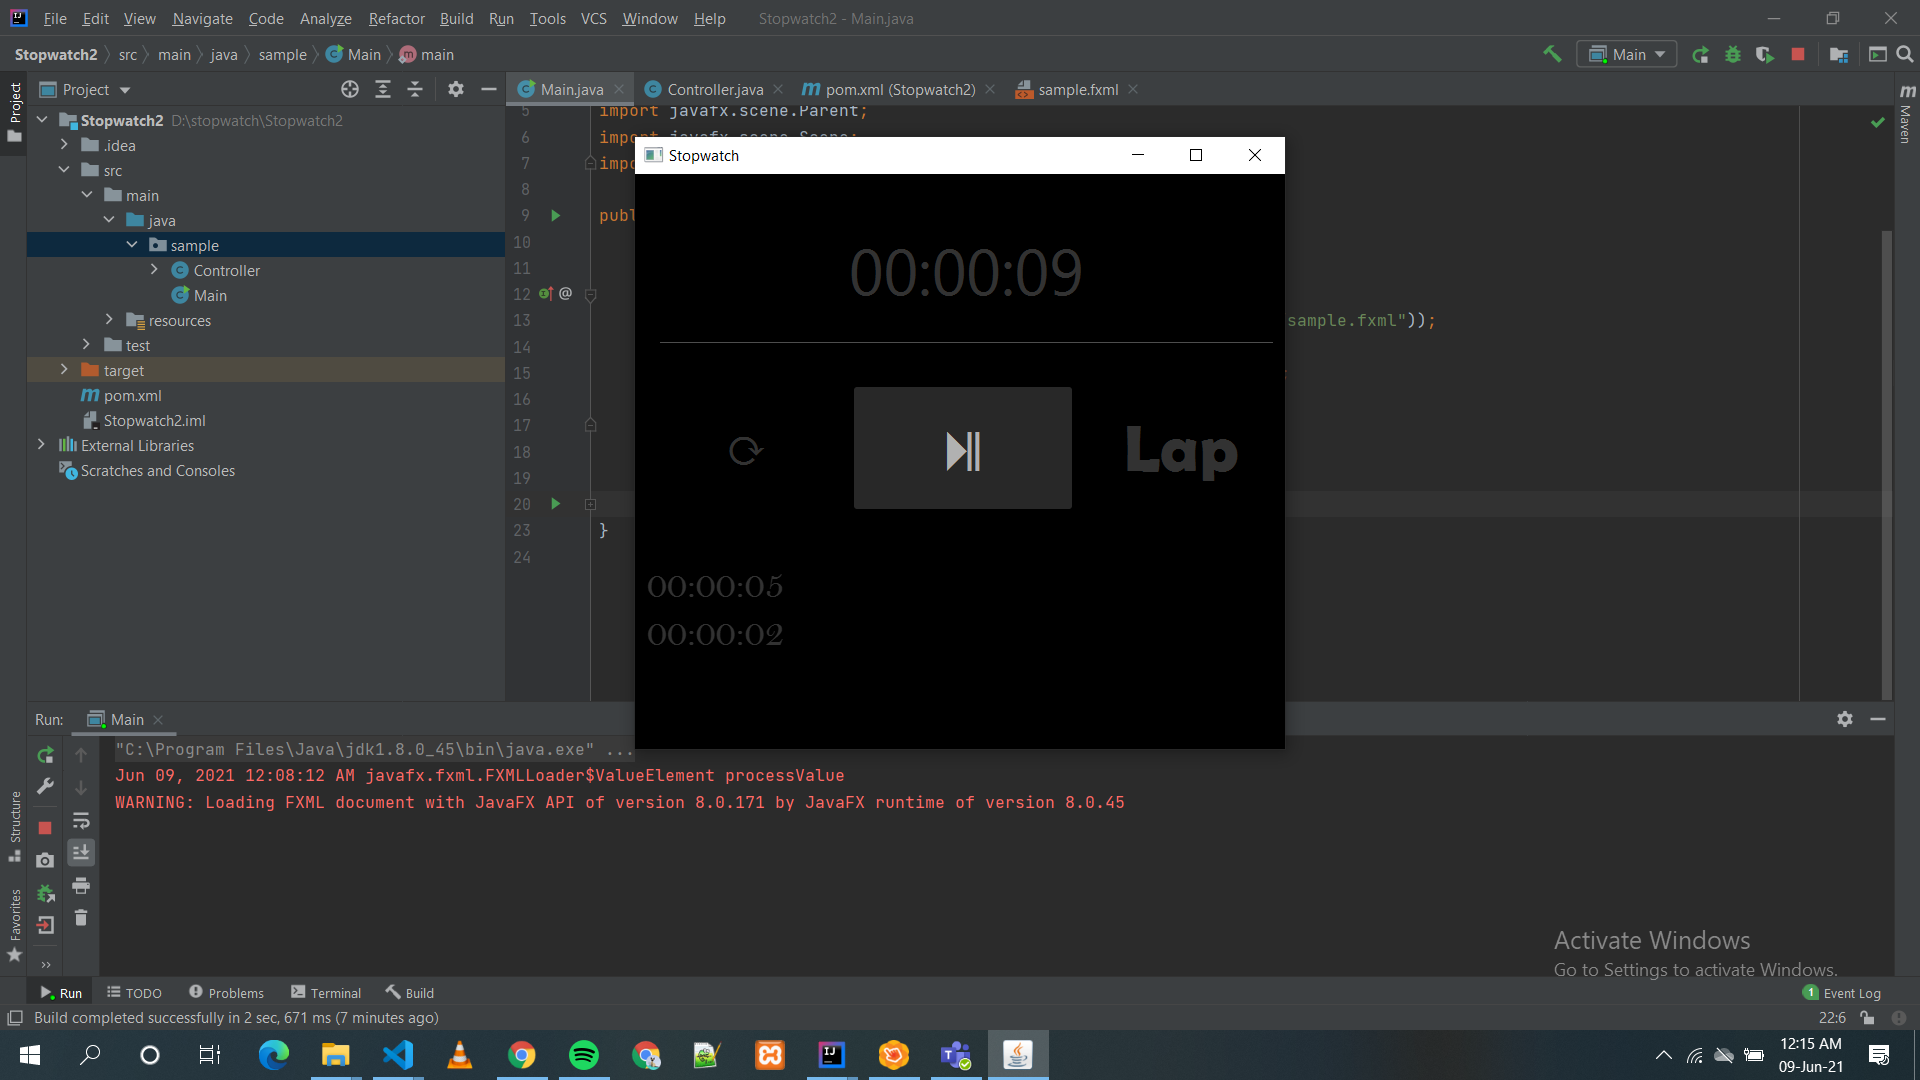 File Edit View Navigate Code Analyze Refactor Build Run Tools VCS Window Help Stopwatch2 - Main.java
Stopwatch2 src main java sample Main main
Main
Project
Project
Main.java Controller.java pom.xml (Stopwatch2) sample.fxml
Maven
Stopwatch2 D:\stopwatch\Stopwatch2
.idea
src
main
java
sample
Controller
Main
resources
test
target
pom.xml
Stopwatch2.iml
External Libraries
Scratches and Consoles
5 import javafx.scene.Parent;
6
7
8
9
10
11
12 @
13 sample.fxml"));
14
15
16
17
18
19
20
23 }
24
Stopwatch
00:00:09
Lap
00:00:05
00:00:02
Run: Main
"C:\Program Files\Java\jdk1.8.0_45\bin\java.exe" ...
Jun 09, 2021 12:08:12 AM javafx.fxml.FXMLLoader$ValueElement processValue
WARNING: Loading FXML document with JavaFX API of version 8.0.171 by JavaFX runtime of version 8.0.45
Structure
Favorites
Activate Windows
Go to Settings to activate Windows.
Run TODO Problems Terminal Build 1 Event Log
Build completed successfully in 2 sec, 671 ms (7 minutes ago) 22:6
12:15 AM
09-Jun-21